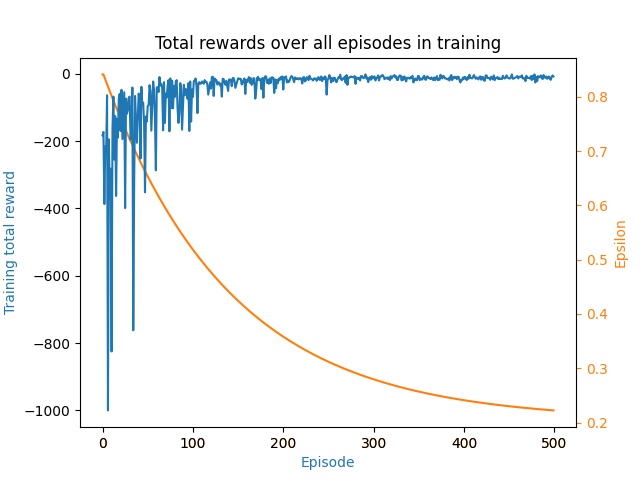 Total rewards over all episodes in training
0
−200
−400
−600
−800
−1000
Training total reward
0.8
0.7
0.6
0.5
0.4
0.3
0.2
Epsilon
0 100 200 300 400 500
Episode